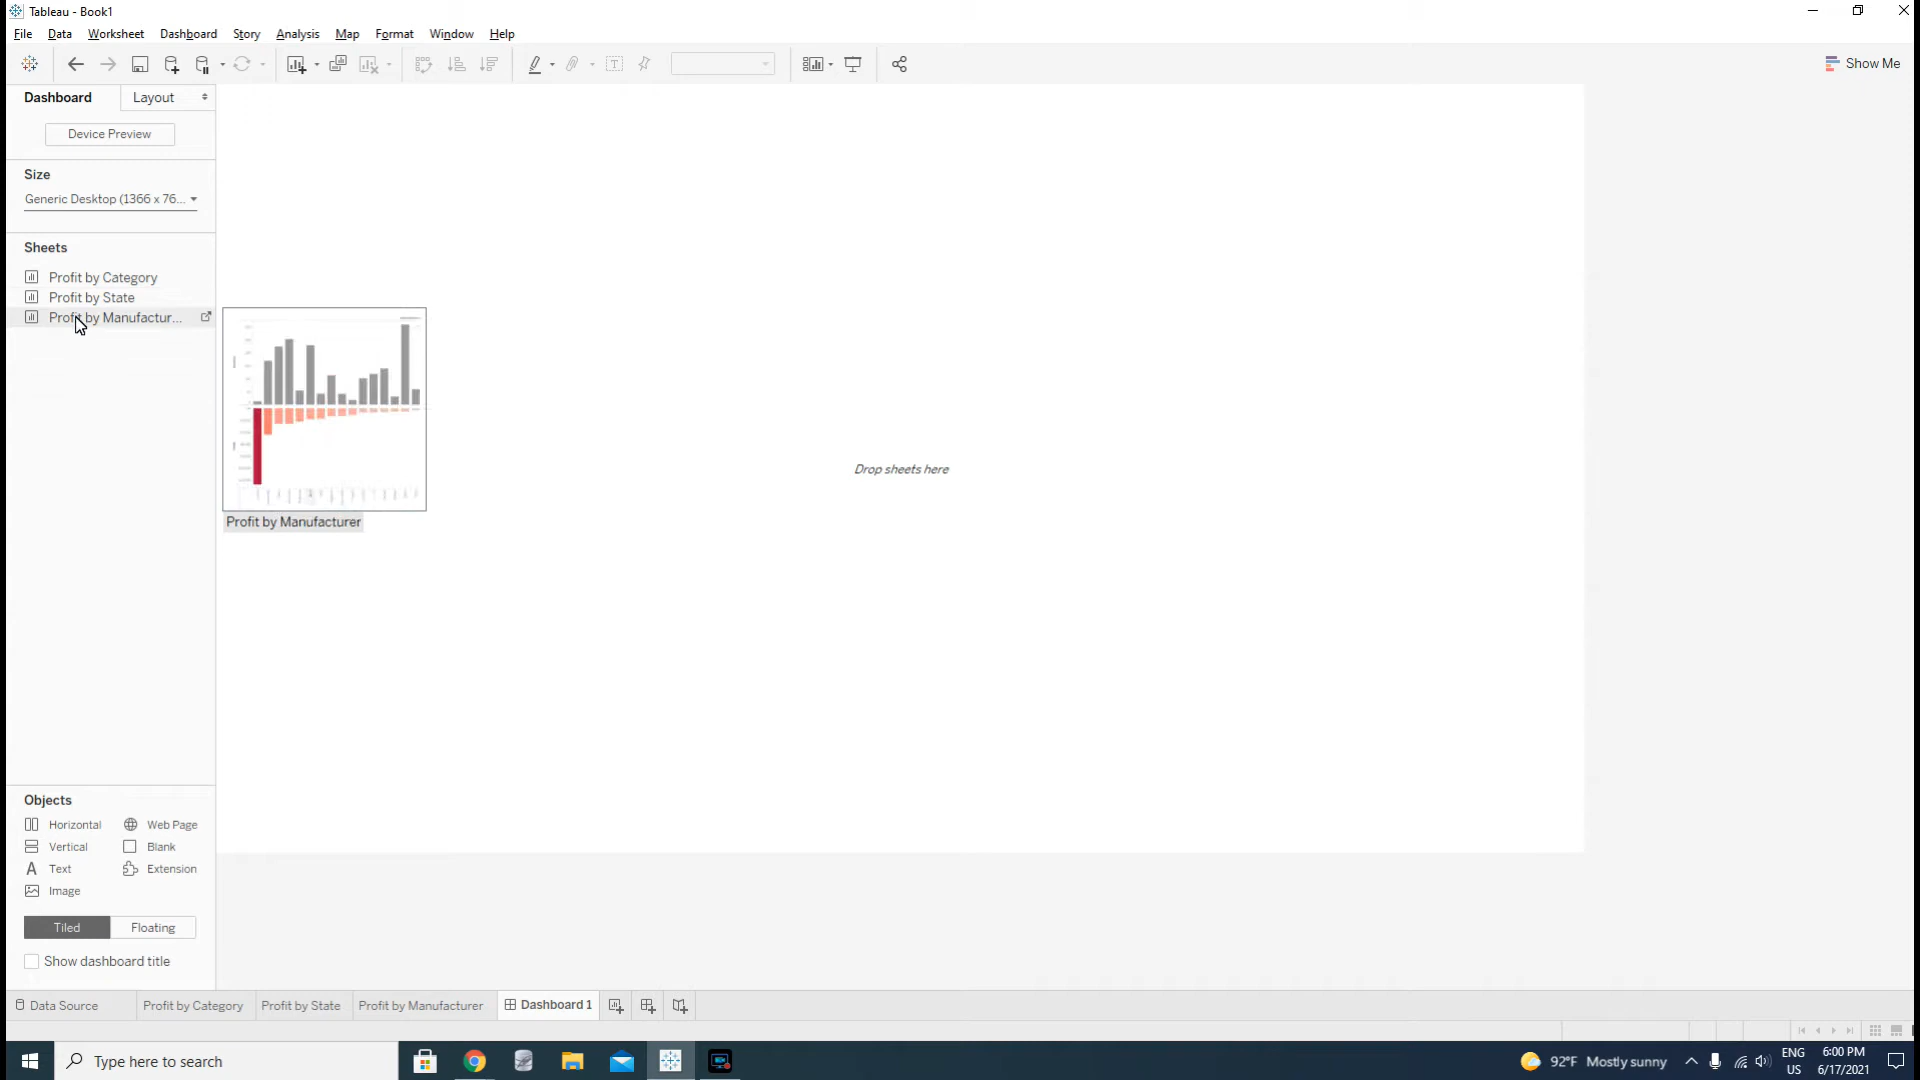 Tableau - Book1
File Data Worksheet Dashboard Story Analysis Map Format Window Help
Show Me
Dashboard Layout
Device Preview
Size
Generic Desktop (1366 x 76...
Sheets
Profit by Category
Profit by State
Profit by Manufactur...
Drop sheets here
Profit by Manufacturer
Objects
Horizontal Web Page
Vertical Blank
A Text Extension
Image
Tiled Floating
Show dashboard title
Data Source Profit by Category Profit by State Profit by Manufacturer Dashboard 1
Type here to search
92°F Mostly sunny
ENG
US
6:00 PM
6/17/2021